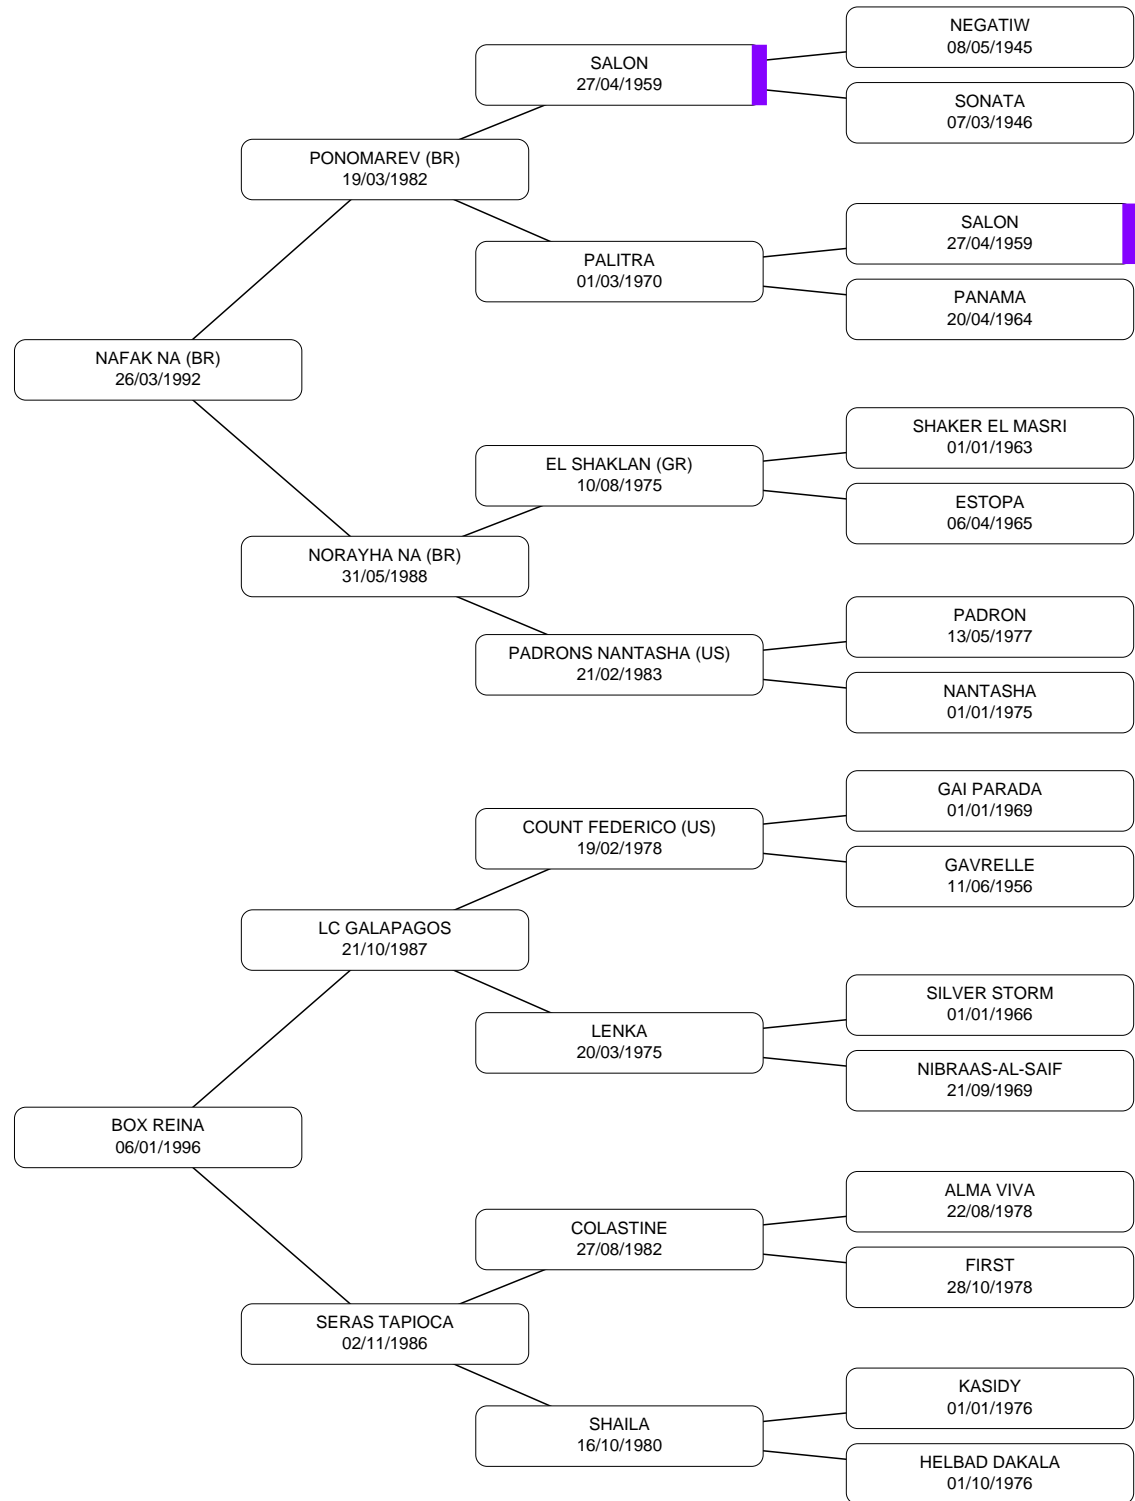 NEGATIW
08/05/1945
SALON
27/04/1959
SONATA
07/03/1946
PONOMAREV (BR)
19/03/1982
SALON
27/04/1959
PALITRA
01/03/1970
PANAMA
20/04/1964
NAFAK NA (BR)
26/03/1992
SHAKER EL MASRI
01/01/1963
EL SHAKLAN (GR)
10/08/1975
ESTOPA
06/04/1965
NORAYHA NA (BR)
31/05/1988
PADRON
13/05/1977
PADRONS NANTASHA (US)
21/02/1983
NANTASHA
01/01/1975
GAI PARADA
01/01/1969
COUNT FEDERICO (US)
19/02/1978
GAVRELLE
11/06/1956
LC GALAPAGOS
21/10/1987
SILVER STORM
01/01/1966
LENKA
20/03/1975
NIBRAAS-AL-SAIF
21/09/1969
BOX REINA
06/01/1996
ALMA VIVA
22/08/1978
COLASTINE
27/08/1982
FIRST
28/10/1978
SERAS TAPIOCA
02/11/1986
KASIDY
01/01/1976
SHAILA
16/10/1980
HELBAD DAKALA
01/10/1976